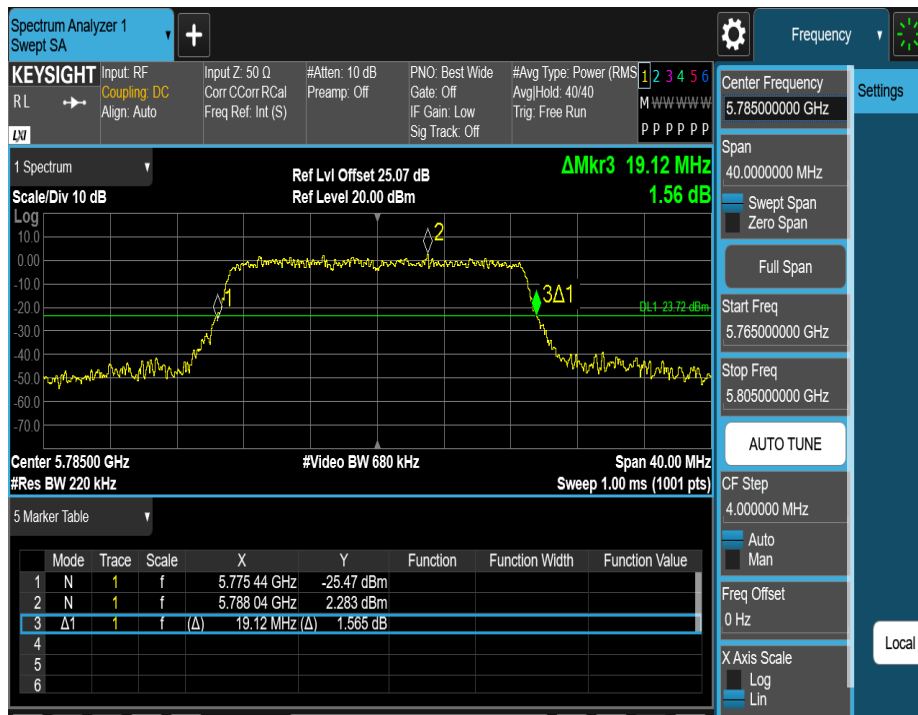 Spectrum Analyzer 1
Swept SA
Frequency
KEYSIGHT
RL
LXI
Input: RF
Coupling: DC
Align: Auto
Input Z: 50 Ω
Corr CCorr RCal
Freq Ref: Int (S)
#Atten: 10 dB
Preamp: Off
PNO: Best Wide
Gate: Off
IF Gain: Low
Sig Track: Off
#Avg Type: Power (RMS
Avg|Hold: 40/40
Trig: Free Run
1 2 3 4 5 6
M W W W W W
P P P P P P
Center Frequency
5.785000000 GHz
Settings
Span
40.0000000 MHz
Swept Span
Zero Span
Full Span
Start Freq
5.765000000 GHz
Stop Freq
5.805000000 GHz
AUTO TUNE
CF Step
4.000000 MHz
Auto
Man
Freq Offset
0 Hz
X Axis Scale
Log
Lin
Local
1 Spectrum
Scale/Div 10 dB
Ref Lvl Offset 25.07 dB
Ref Level 20.00 dBm
ΔMkr3 19.12 MHz
1.56 dB
Log
10.0
0.00
-10.0
-20.0
-30.0
-40.0
-50.0
-60.0
-70.0
1
2
3Δ1
DL1 -23.72 dBm
Center 5.78500 GHz
#Video BW 680 kHz
Span 40.00 MHz
#Res BW 220 kHz
Sweep 1.00 ms (1001 pts)
5 Marker Table
Mode Trace Scale X Y Function Function Width Function Value
1 N 1 f 5.775 44 GHz -25.47 dBm
2 N 1 f 5.788 04 GHz 2.283 dBm
3 Δ1 1 f (Δ) 19.12 MHz (Δ) 1.565 dB
4
5
6